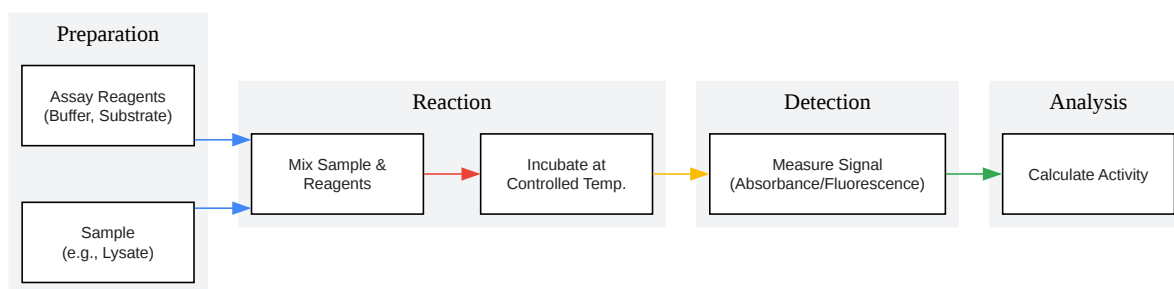 Preparation
Assay Reagents
(Buffer, Substrate)
Sample
(e.g., Lysate)
Reaction
Mix Sample &
Reagents
Incubate at
Controlled Temp.
Detection
Measure Signal
(Absorbance/Fluorescence)
Analysis
Calculate Activity